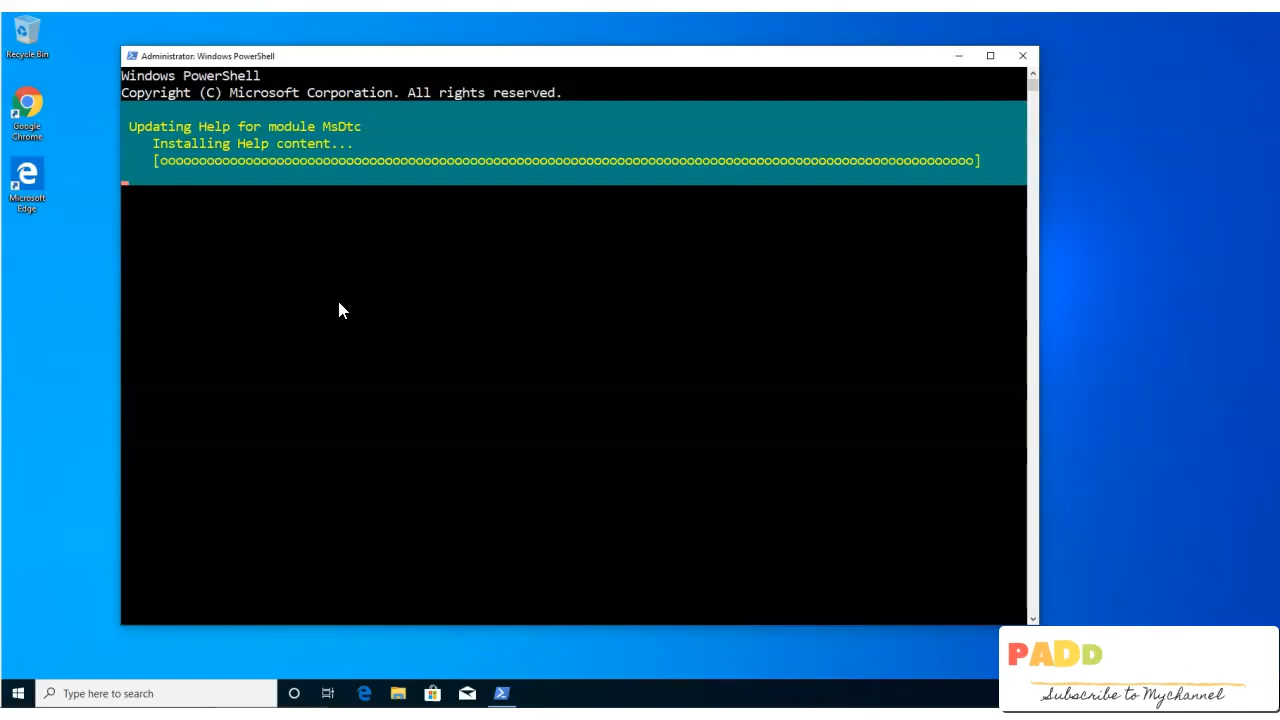 Recycle Bin
Google
Chrome
Microsoft
Edge
Administrator: Windows PowerShell
Windows PowerShell
Copyright (C) Microsoft Corporation. All rights reserved.
Updating Help for module MsDtc
Installing Help content...
[oooooooooooooooooooooooooooooooooooooooooooooooooooooooooooooooooooooooooooooooooooooooooooooooooooooooooo]
Type here to search
PADD
Subscribe to Mychannel